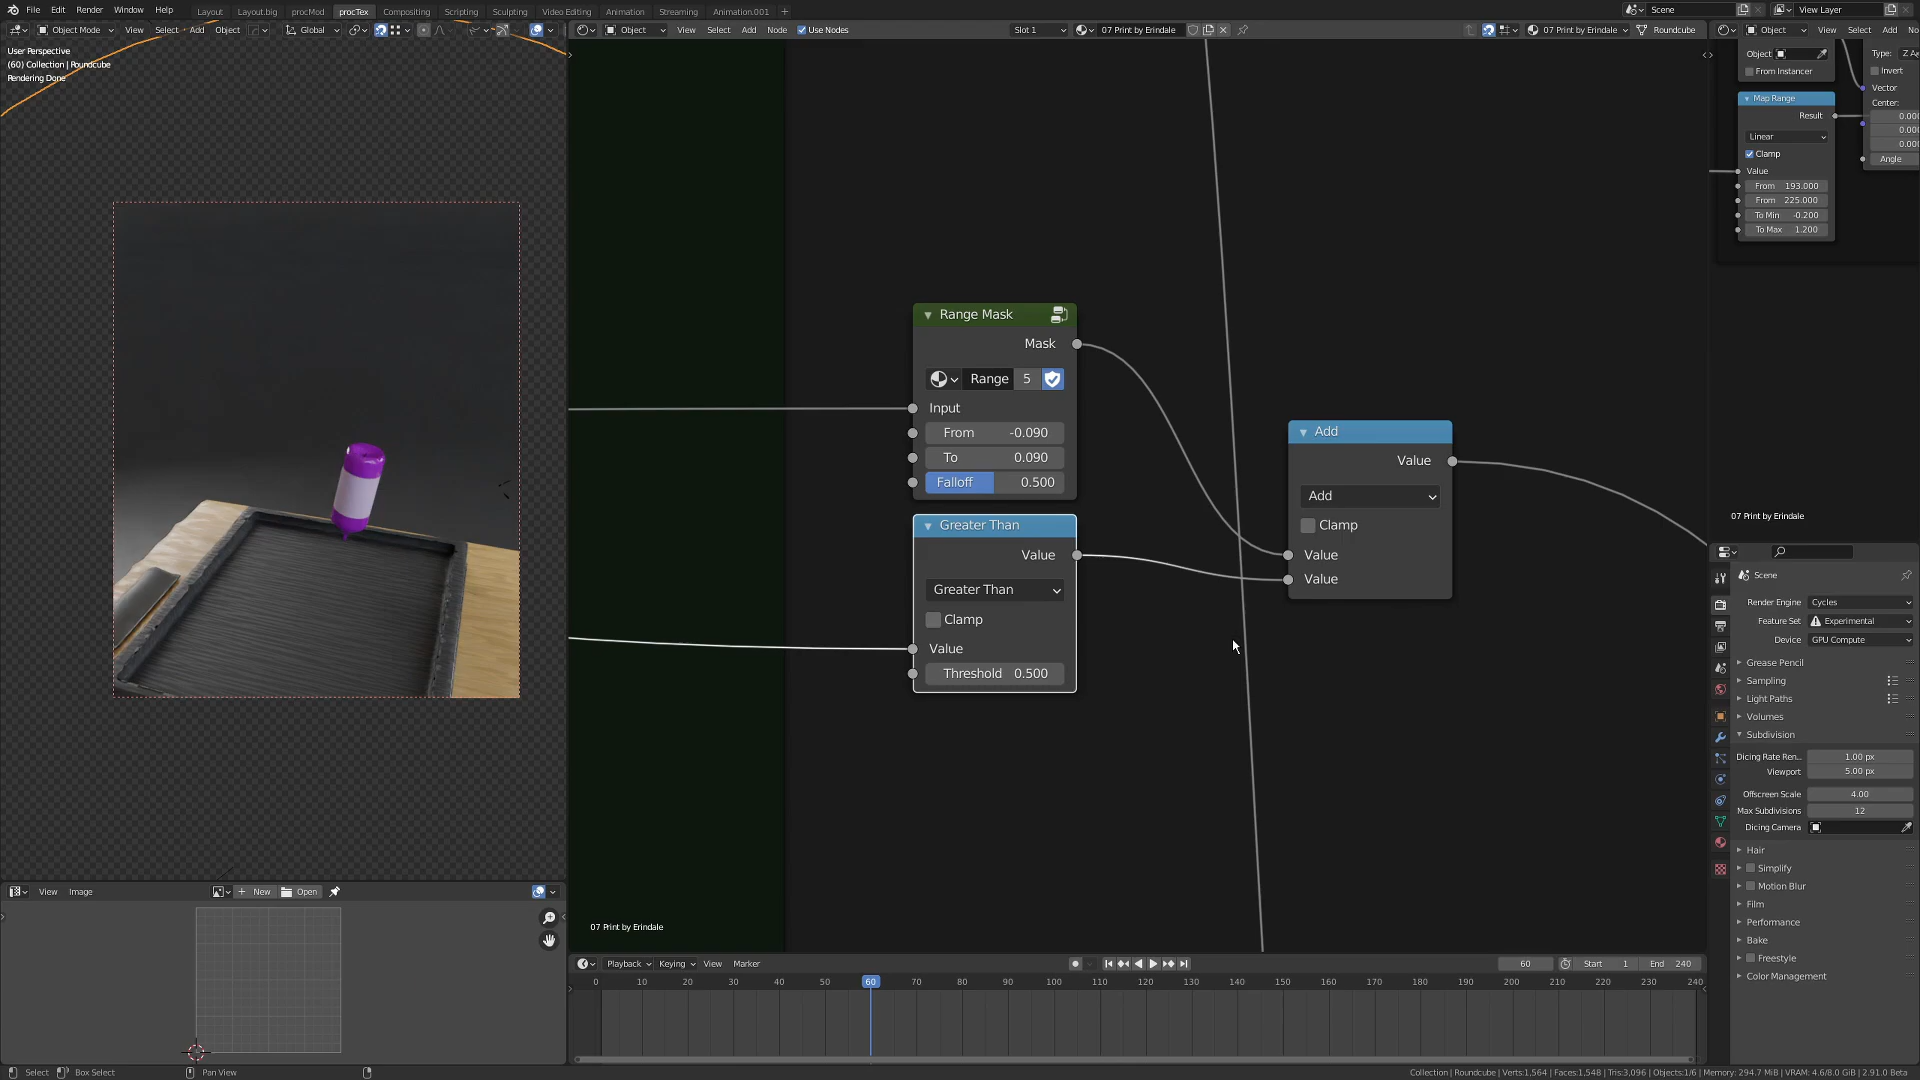 File Edit Render Window Help Layout Layout.big procMod procTex Compositing Scripting Sculpting Video Editing Animation Streaming Animation.001 + Scene View Layer
Object Mode View Select Add Object Global
Object View Select Add Node Use Nodes Slot 1 07 Print by Erindale 07 Print by Erindale Roundcube
Object View Select Add No
User Perspective
(60) Collection | Roundcube
Rendering Done
Object
From Instancer
Map Range
Result
Linear
Clamp
Value
From 193.000
From 225.000
To Min -0.200
To Max 1.200
Type: Z A
Invert
Vector
Center:
0.00
0.00
0.00
Angle
07 Print by Erindale
Range Mask
Mask
Range 5
Input
From -0.090
To 0.090
Falloff 0.500
Greater Than
Value
Greater Than
Clamp
Value
Threshold 0.500
Add
Value
Add
Clamp
Value
Value
07 Print by Erindale
Scene
Render Engine Cycles
Feature Set Experimental
Device GPU Compute
Grease Pencil
Sampling
Light Paths
Volumes
Subdivision
Dicing Rate Ren... 1.00 px
Viewport 5.00 px
Offscreen Scale 4.00
Max Subdivisions 12
Dicing Camera
Hair
Simplify
Motion Blur
Film
Performance
Bake
Freestyle
Color Management
View Image New Open
Playback Keying View Marker 60 Start 1 End 240
0 10 20 30 40 50 60 70 80 90 100 110 120 130 140 150 160 170 180 190 200 210 220 230 240
Select Box Select Pan View
Collection | Roundcube | Verts:1,564 | Faces:1,548 | Tris:3,096 | Objects:1/6 | Memory: 294.7 MiB | VRAM: 4.6/8.0 GiB | 2.91.0 Beta